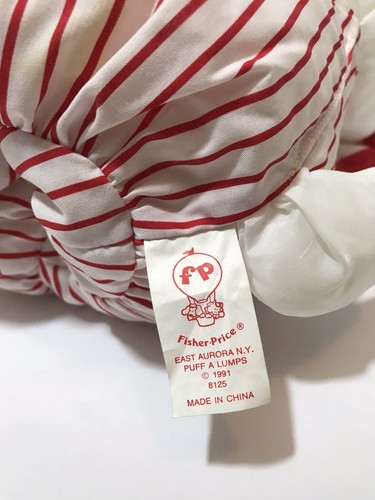 fp
Fisher-Price®
EAST AURORA N.Y.
PUFF A LUMPS
© 1991
8125
MADE IN CHINA